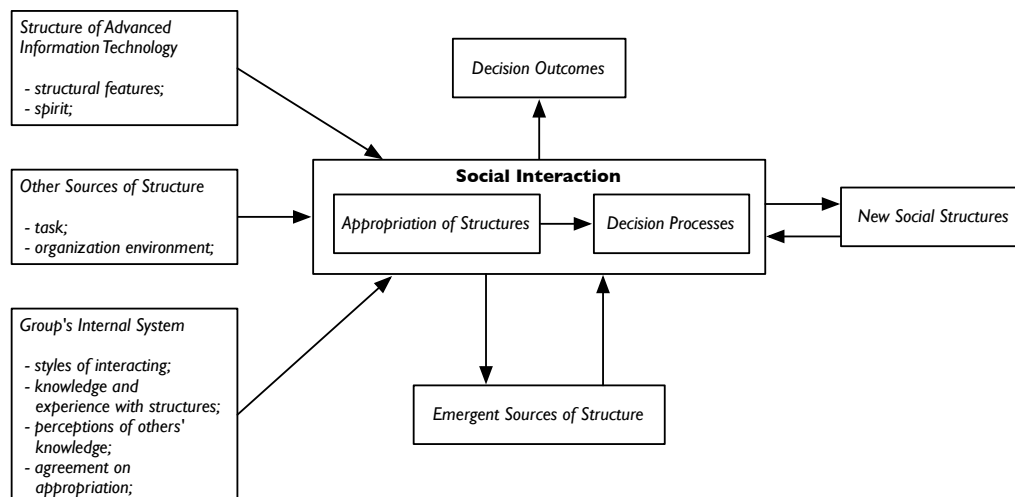 Structure of Advanced
Information Technology
- structural features;
- spirit;
Decision Outcomes
Other Sources of Structure
- task;
- organization environment;
Social Interaction
Appropriation of Structures
Decision Processes
New Social Structures
Group's Internal System
- styles of interacting;
- knowledge and
experience with structures;
- perceptions of others'
knowledge;
- agreement on
appropriation;
Emergent Sources of Structure